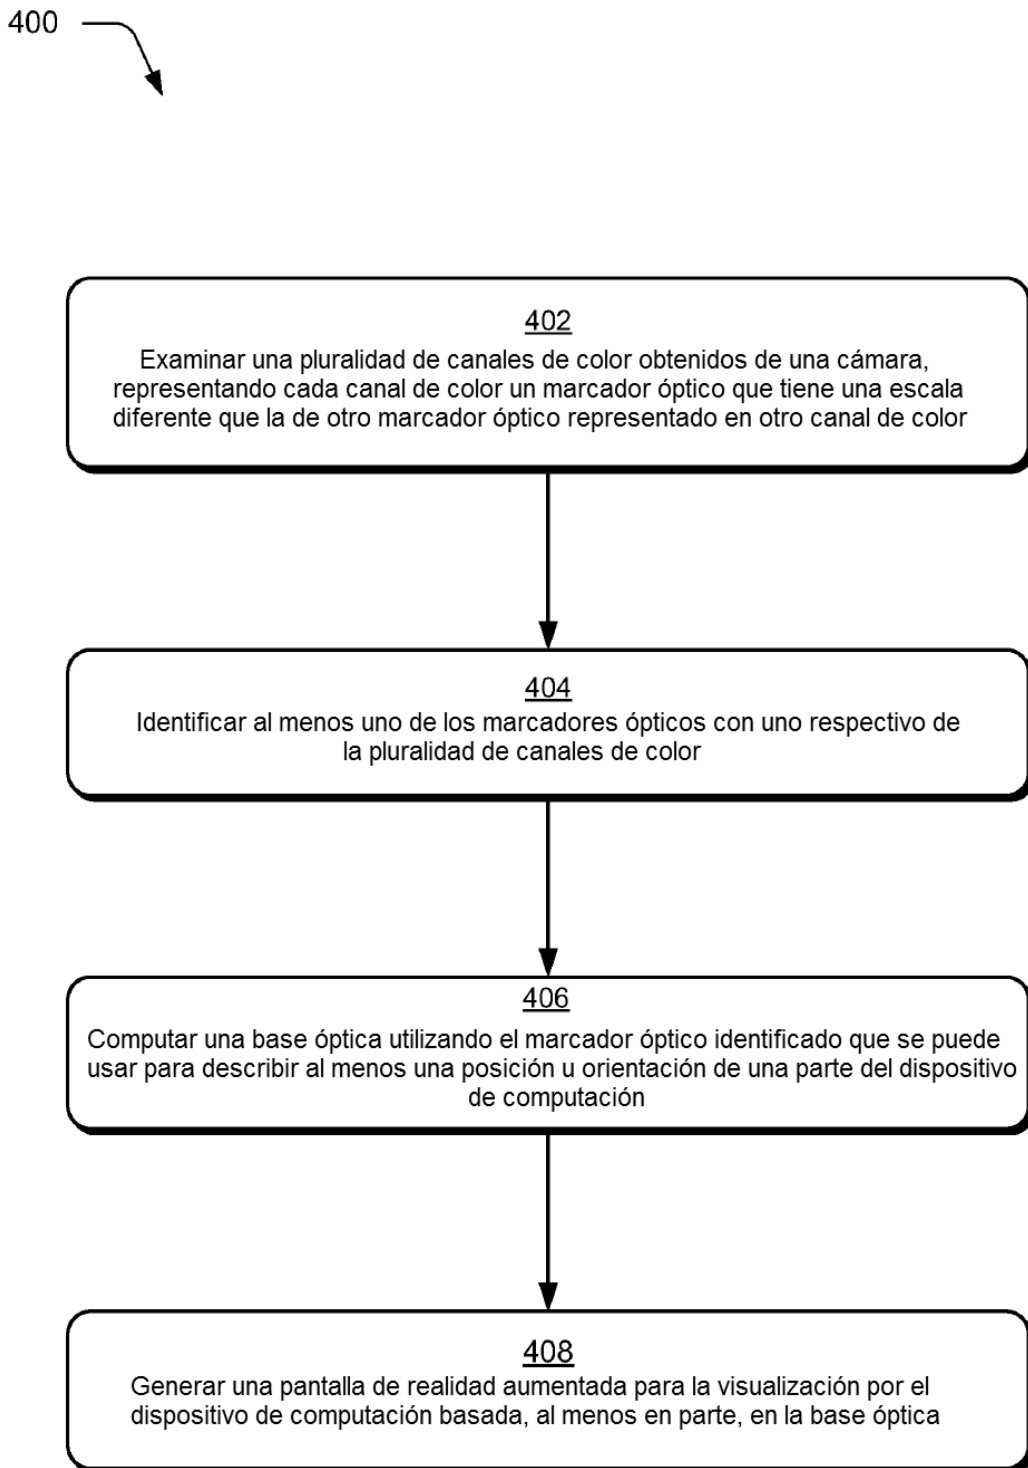 400
402
Examinar una pluralidad de canales de color obtenidos de una cámara,
representando cada canal de color un marcador óptico que tiene una escala
diferente que la de otro marcador óptico representado en otro canal de color
404
Identificar al menos uno de los marcadores ópticos con uno respectivo de
la pluralidad de canales de color
406
Computar una base óptica utilizando el marcador óptico identificado que se puede
usar para describir al menos una posición u orientación de una parte del dispositivo
de computación
408
Generar una pantalla de realidad aumentada para la visualización por el
dispositivo de computación basada, al menos en parte, en la base óptica